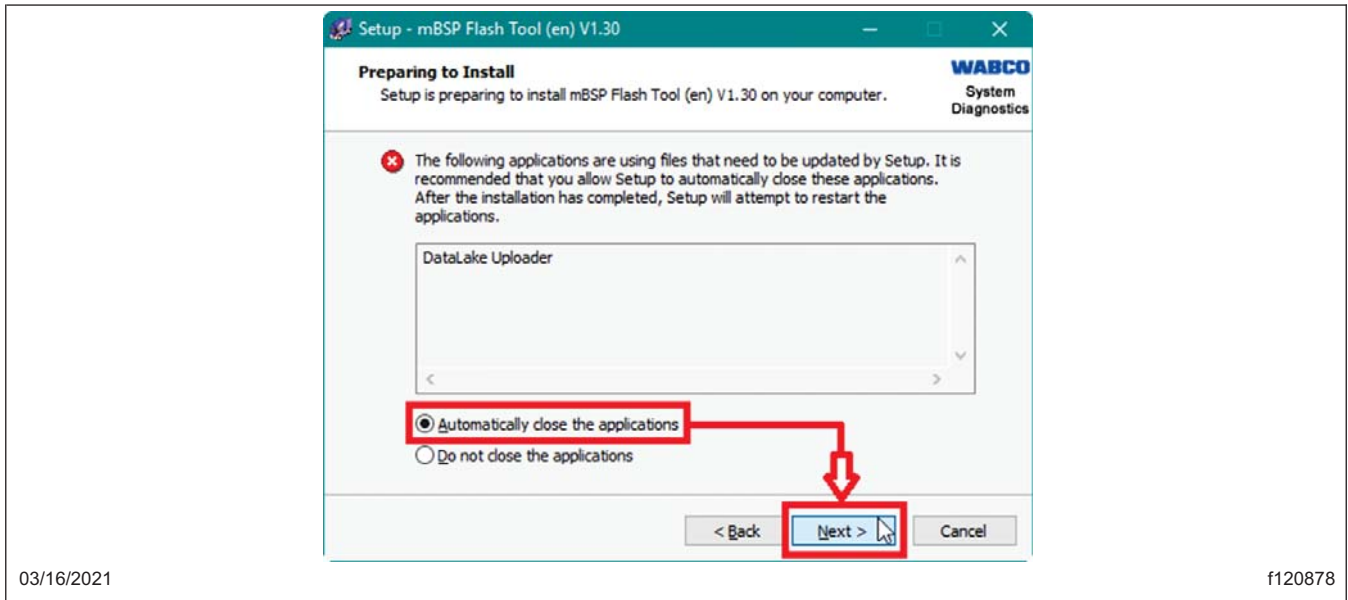 Setup - mBSP Flash Tool (en) V1.30
Preparing to Install
Setup is preparing to install mBSP Flash Tool (en) V1.30 on your computer.
WABCO
System
Diagnostics
The following applications are using files that need to be updated by Setup. It is
recommended that you allow Setup to automatically close these applications.
After the installation has completed, Setup will attempt to restart the
applications.
DataLake Uploader
Automatically close the applications
Do not close the applications
< Back
Next >
Cancel
03/16/2021
f120878